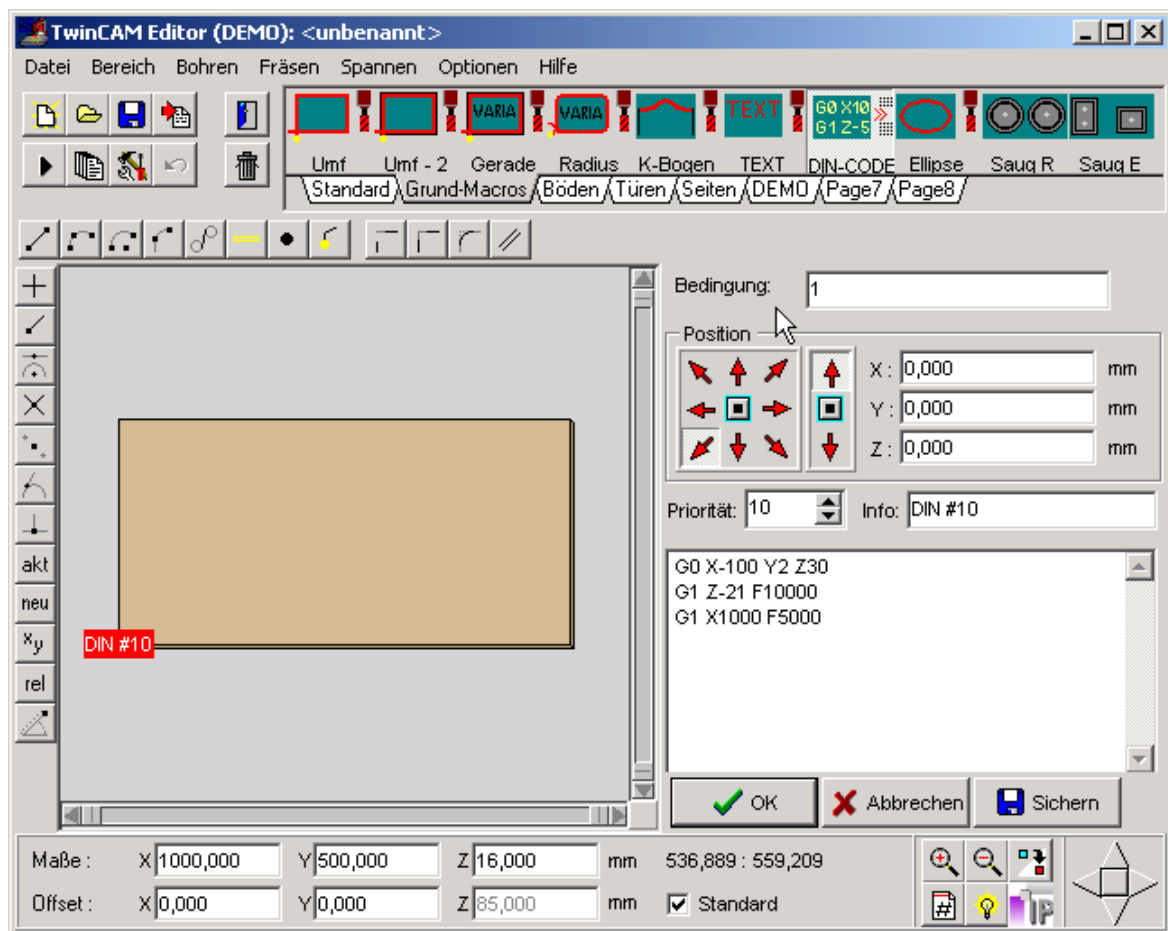 TwinCAM Editor (DEMO): <unbenannt>
Datei Bereich Bohren Fräsen Spannen Optionen Hilfe
VARIA VARIA TEXT G0 X10
G1 Z-5
Umf Umf - 2 Gerade Radius K-Bogen TEXT DIN-CODE Ellipse Saug R Saug E
Standard Grund-Macros Böden Türen Seiten DEMO Page7 Page8
Bedingung: 1
Position
X : 0,000 mm
Y : 0,000 mm
Z : 0,000 mm
Priorität: 10 Info: DIN #10
akt
neu
xy
rel
DIN #10
G0 X-100 Y2 Z30
G1 Z-21 F10000
G1 X1000 F5000
OK Abbrechen Sichern
Maße : X 1000,000 Y 500,000 Z 16,000 mm 536,889 : 559,209
Offset : X 0,000 Y 0,000 Z 85,000 mm Standard
# IP